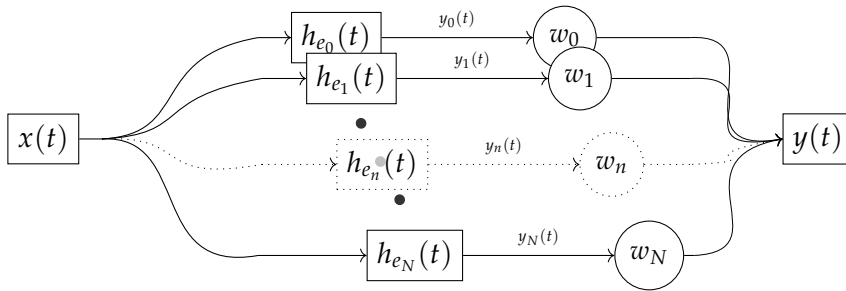 h_{e_0}(t) y_0(t) w_0
h_{e_1}(t) y_1(t) w_1
x(t) y(t)
h_{e_n}(t) y_n(t) w_n
h_{e_N}(t) y_N(t) w_N